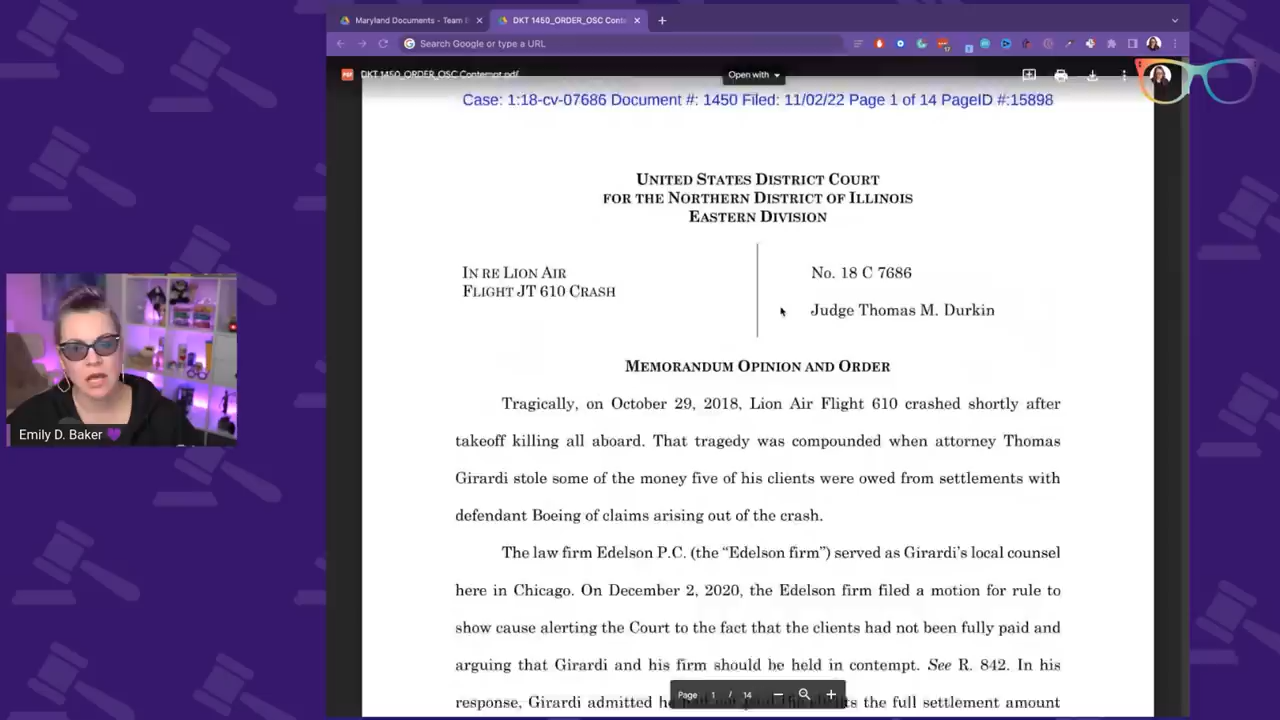 Maryland Documents - Team
DKT 1450_ORDER_OSC Conte
Search Google or type a URL
DKT 1450_ORDER_OSC Contempt.pdf
Open with
Case: 1:18-cv-07686 Document #: 1450 Filed: 11/02/22 Page 1 of 14 PageID #:15898
UNITED STATES DISTRICT COURT
FOR THE NORTHERN DISTRICT OF ILLINOIS
EASTERN DIVISION
IN RE LION AIR
FLIGHT JT 610 CRASH
No. 18 C 7686
Judge Thomas M. Durkin
MEMORANDUM OPINION AND ORDER
Tragically, on October 29, 2018, Lion Air Flight 610 crashed shortly after
takeoff killing all aboard. That tragedy was compounded when attorney Thomas
Girardi stole some of the money five of his clients were owed from settlements with
defendant Boeing of claims arising out of the crash.
The law firm Edelson P.C. (the “Edelson firm”) served as Girardi’s local counsel
here in Chicago. On December 2, 2020, the Edelson firm filed a motion for rule to
show cause alerting the Court to the fact that the clients had not been fully paid and
arguing that Girardi and his firm should be held in contempt. See R. 842. In his
response, Girardi admitted he the full settlement amount
Page 1 / 14
Emily D. Baker 💜